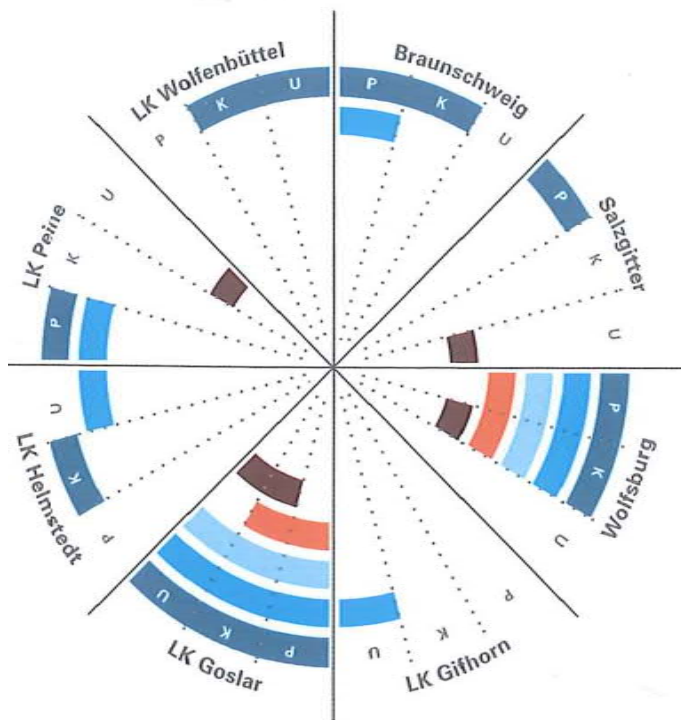 LK Wolfenbüttel
P
K
U
Braunschweig
P
K
U
Salzgitter
P
K
U
Wolfsburg
P
K
U
LK Gifhorn
P
K
U
LK Goslar
P
K
U
LK Helmstedt
P
K
U
LK Peine
P
K
U